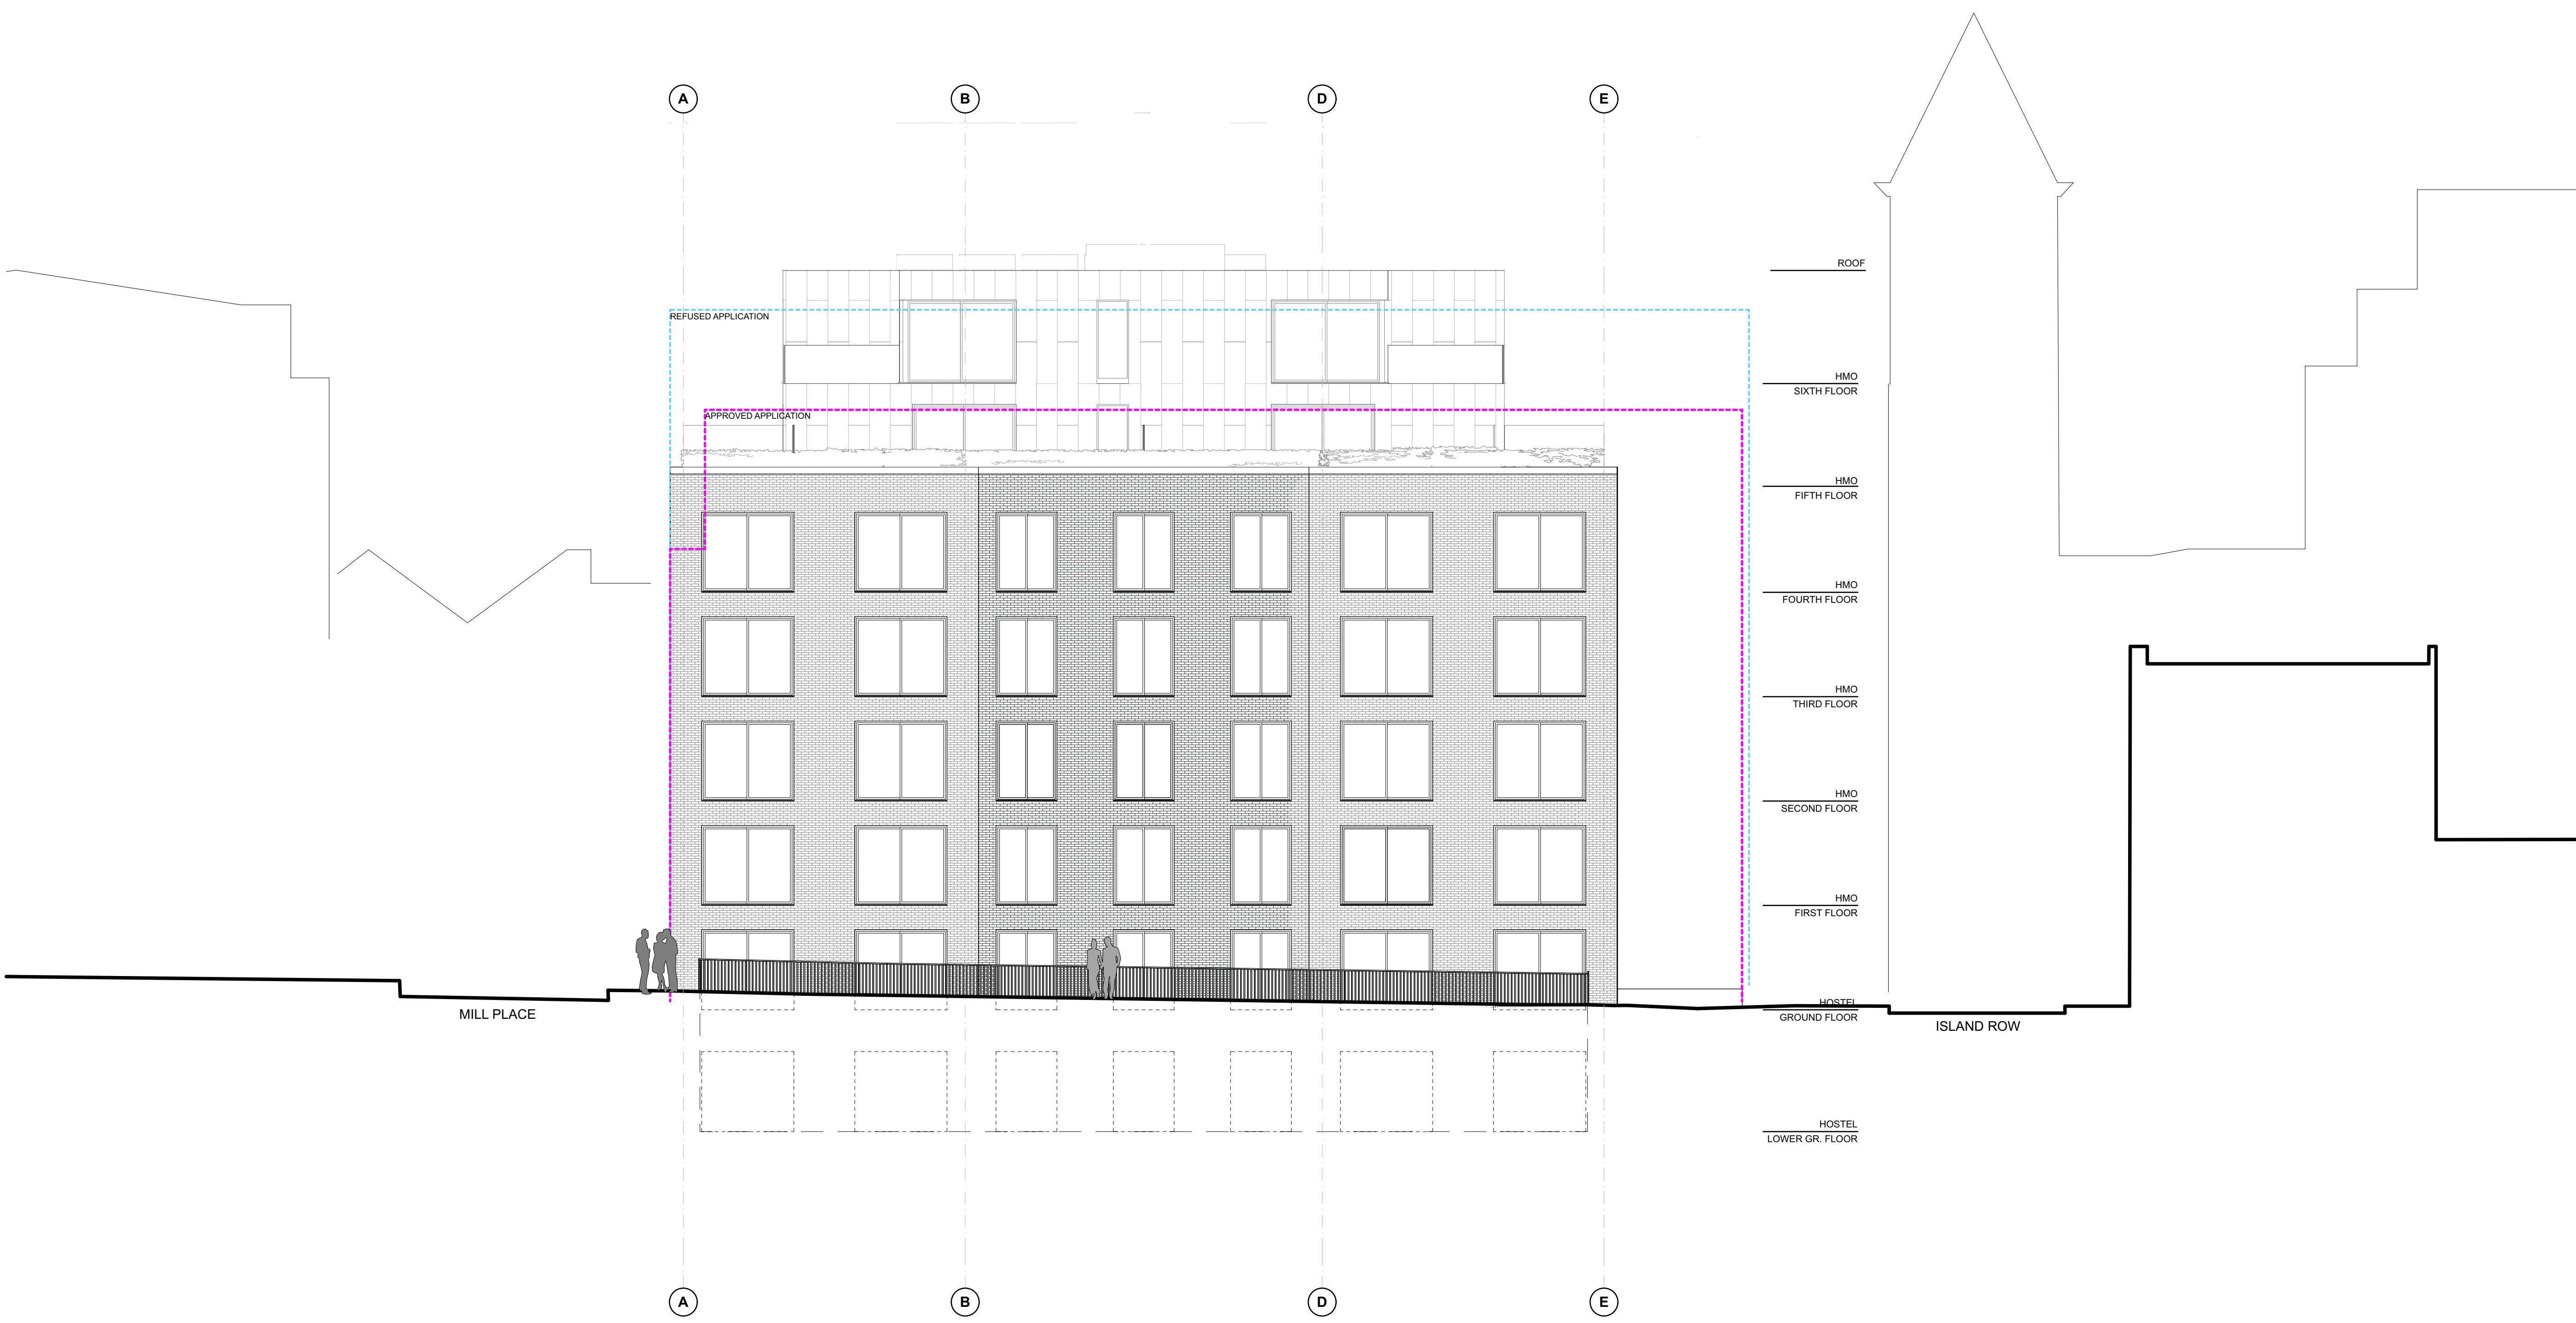 A
B
D
E
ROOF
REFUSED APPLICATION
HMO
SIXTH FLOOR
APPROVED APPLICATION
HMO
FIFTH FLOOR
HMO
FOURTH FLOOR
HMO
THIRD FLOOR
HMO
SECOND FLOOR
HMO
FIRST FLOOR
HOSTEL
GROUND FLOOR
MILL PLACE
ISLAND ROW
HOSTEL
LOWER GR. FLOOR
A
B
D
E